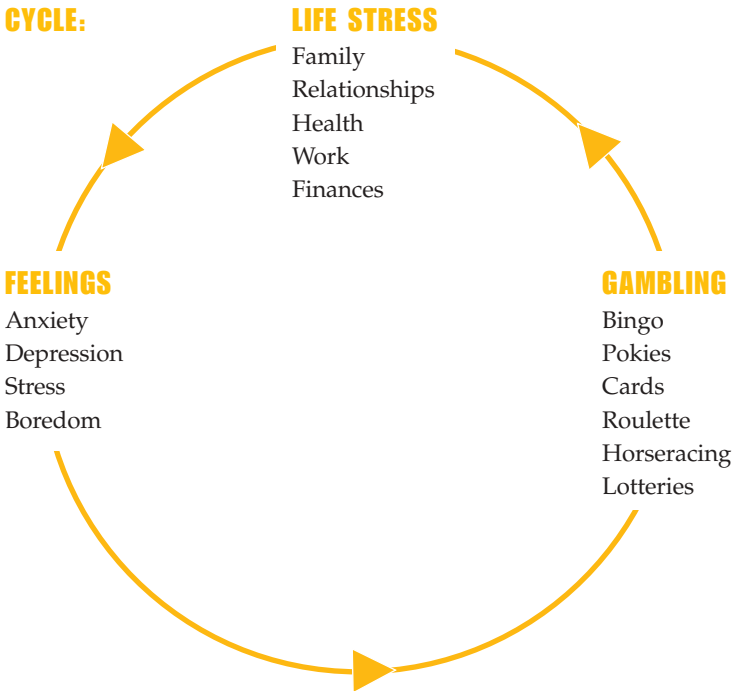 CYCLE:
LIFE STRESS
Family
Relationships
Health
Work
Finances
FEELINGS
Anxiety
Depression
Stress
Boredom
GAMBLING
Bingo
Pokies
Cards
Roulette
Horseracing
Lotteries